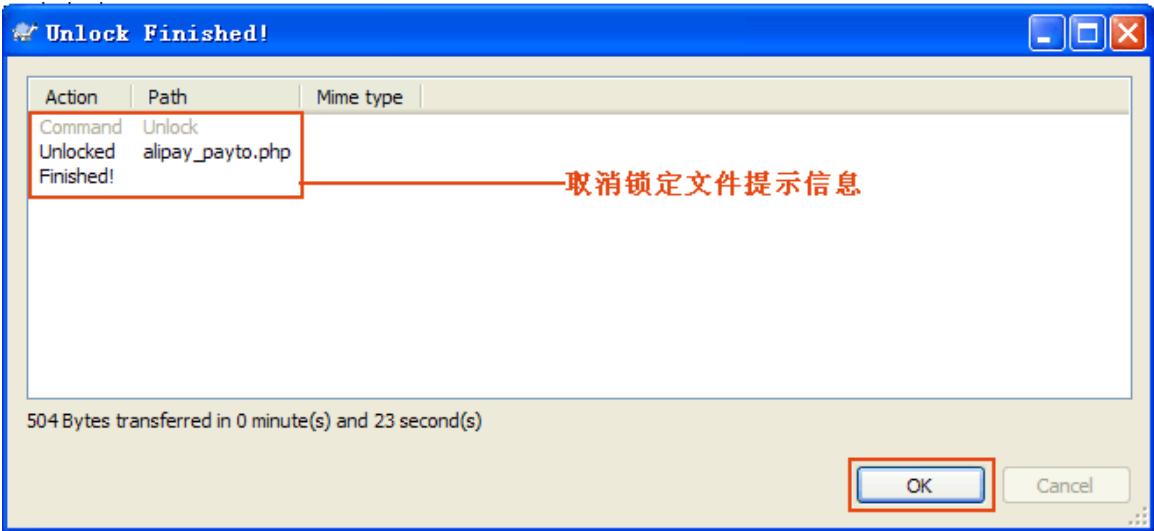 Unlock Finished!
Action Path Mime type
Command Unlock
Unlocked alipay_payto.php
Finished!
取消锁定文件提示信息
504 Bytes transferred in 0 minute(s) and 23 second(s)
OK Cancel